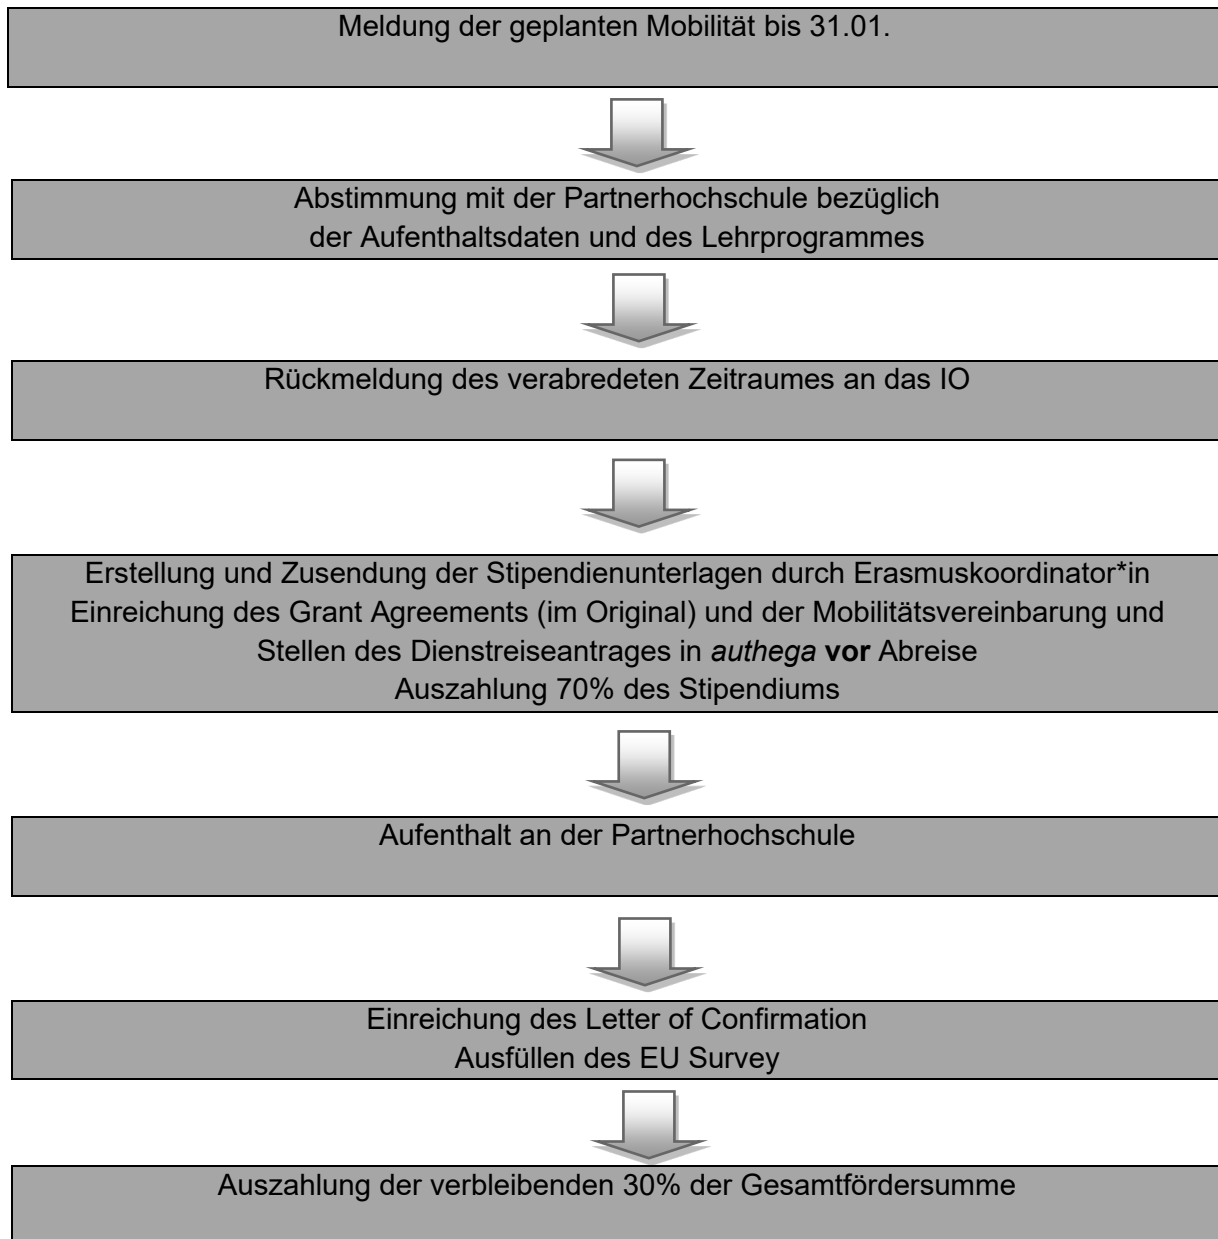 Meldung der geplanten Mobilität bis 31.01.
Abstimmung mit der Partnerhochschule bezüglich
der Aufenthaltsdaten und des Lehrprogrammes
Rückmeldung des verabredeten Zeitraumes an das IO
Erstellung und Zusendung der Stipendienunterlagen durch Erasmuskoordinator*in
Einreichung des Grant Agreements (im Original) und der Mobilitätsvereinbarung und
Stellen des Dienstreiseantrages in authega vor Abreise
Auszahlung 70% des Stipendiums
Aufenthalt an der Partnerhochschule
Einreichung des Letter of Confirmation
Ausfüllen des EU Survey
Auszahlung der verbleibenden 30% der Gesamtfördersumme